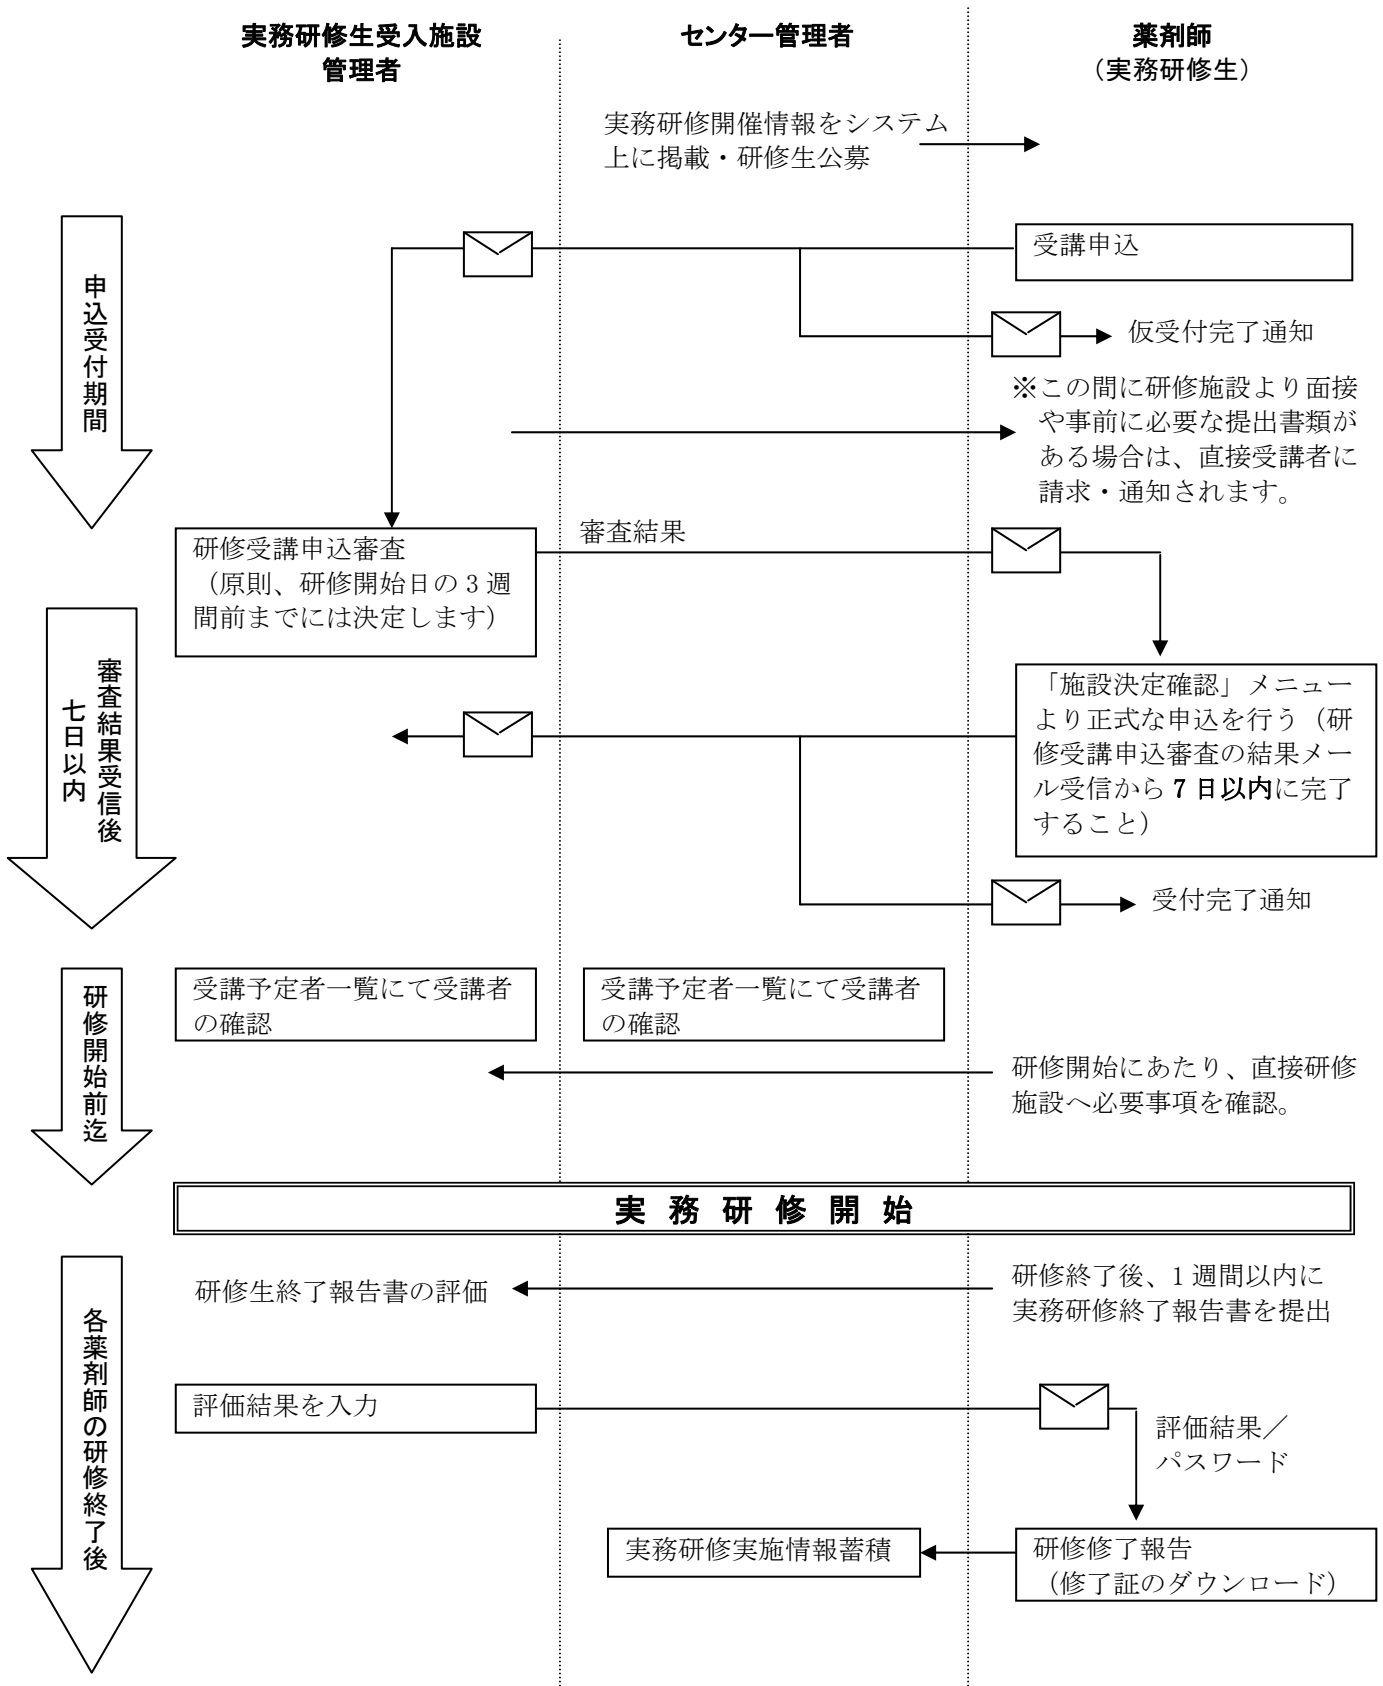 実務研修生受入施設
管理者
センター管理者
薬剤師
（実務研修生）
実務研修開催情報をシステム
上に掲載・研修生公募
申込受付期間
受講申込
仮受付完了通知
※この間に研修施設より面接
や事前に必要な提出書類が
ある場合は、直接受講者に
請求・通知されます。
研修受講申込審査
（原則、研修開始日の 3 週
間前までには決定します）
審査結果
審査結果受信後
七日以内
「施設決定確認」メニュー
より正式な申込を行う（研
修受講申込審査の結果メー
ル受信から 7 日以内に完了
すること）
受付完了通知
研修開始前迄
受講予定者一覧にて受講者
の確認
受講予定者一覧にて受講者
の確認
研修開始にあたり、直接研修
施設へ必要事項を確認。
実 務 研 修 開 始
各薬剤師の研修終了後
研修生終了報告書の評価
研修終了後、1 週間以内に
実務研修終了報告書を提出
評価結果を入力
評価結果／
パスワード
実務研修実施情報蓄積
研修修了報告
（修了証のダウンロード）